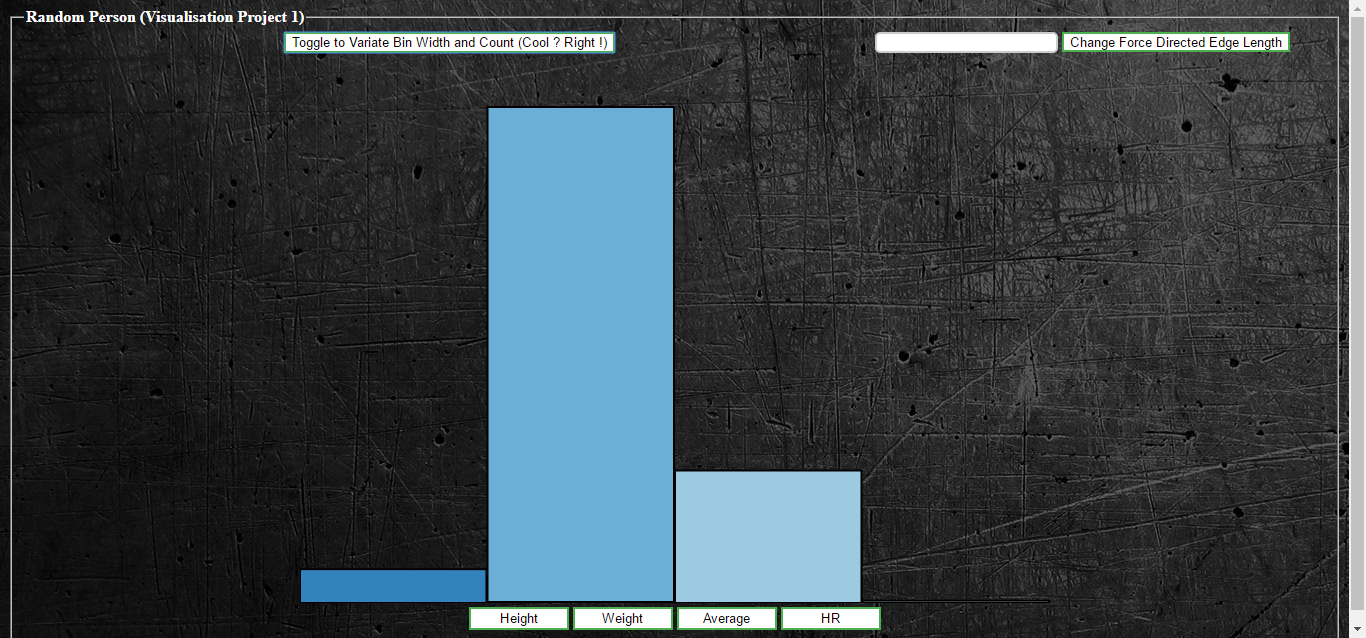 Random Person (Visualisation Project 1)
Toggle to Variate Bin Width and Count (Cool ? Right !)
Change Force Directed Edge Length
Height Weight Average HR